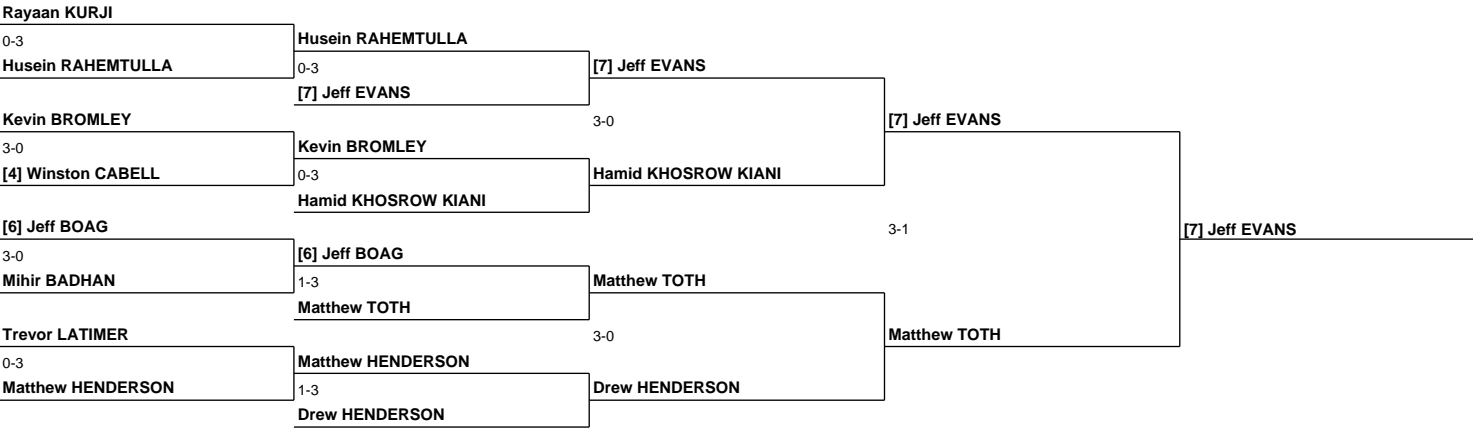 Rayaan KURJI
0-3
Husein RAHEMTULLA
Husein RAHEMTULLA
0-3
[7] Jeff EVANS
[7] Jeff EVANS
Kevin BROMLEY
3-0
[7] Jeff EVANS
3-0
Kevin BROMLEY
[4] Winston CABELL
0-3
Hamid KHOSROW KIANI
Hamid KHOSROW KIANI
[6] Jeff BOAG
3-1
[7] Jeff EVANS
3-0
[6] Jeff BOAG
Mihir BADHAN
1-3
Matthew TOTH
Matthew TOTH
Trevor LATIMER
3-0
Matthew TOTH
0-3
Matthew HENDERSON
Matthew HENDERSON
1-3
Drew HENDERSON
Drew HENDERSON